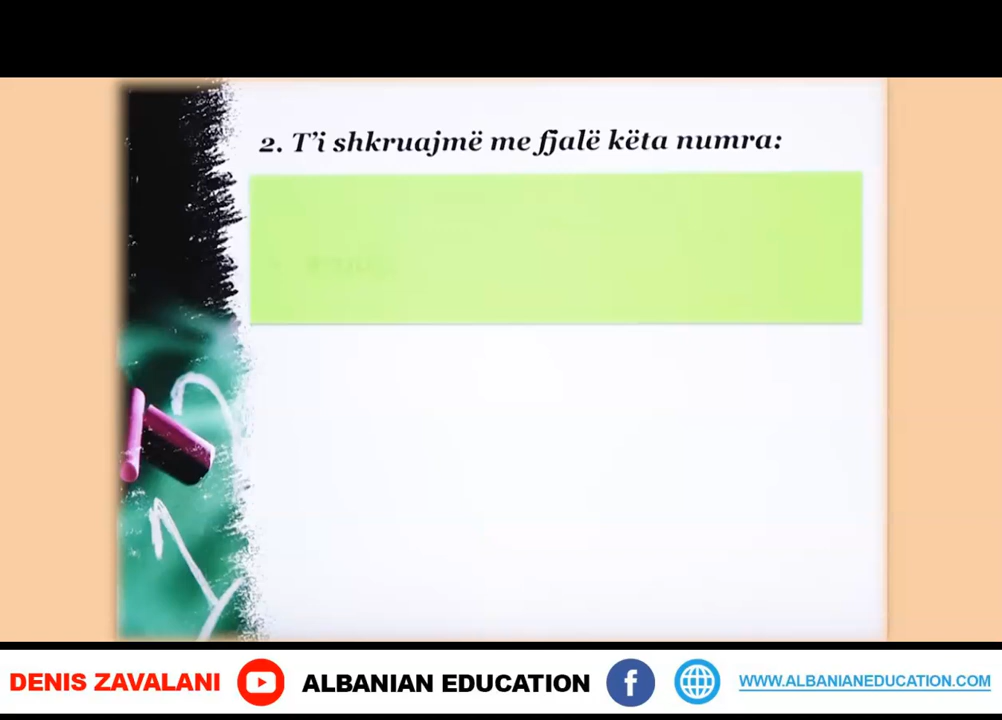 2. T'i shkruajmë me fjalë këta numra:
DENIS ZAVALANI ALBANIAN EDUCATION WWW.ALBANIANEDUCATION.COM